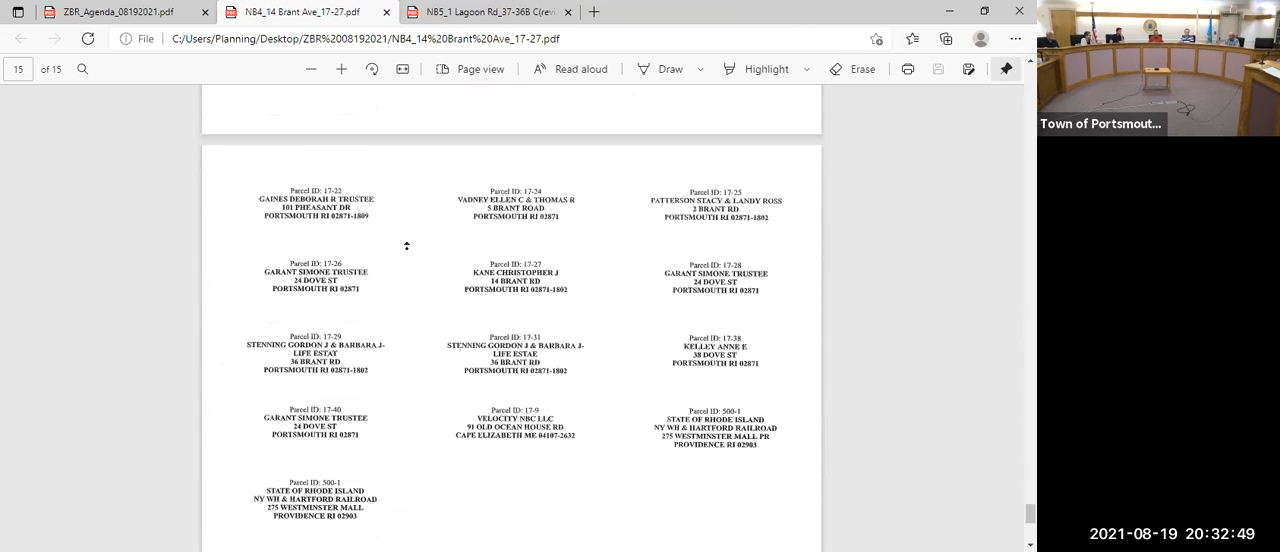 ZBR_Agenda_08192021.pdf
NB4_14 Brant Ave_17-27.pdf
NB5_1 Lagoon Rd_37-36B C(revi
File
C:/Users/Planning/Desktop/ZBR%2008192021/NB4_14%20Brant%20Ave_17-27.pdf
15 of 15
Page view
Read aloud
Draw
Highlight
Erase
Parcel ID: 17-22
GAINES DEBORAH R TRUSTEE
101 PHEASANT DR
PORTSMOUTH RI 02871-1809
Parcel ID: 17-24
VADNEY ELLEN C & THOMAS R
5 BRANT ROAD
PORTSMOUTH RI 02871
Parcel ID: 17-25
PATTERSON STACY & LANDY ROSS
2 BRANT RD
PORTSMOUTH RI 02871-1802
Parcel ID: 17-26
GARANT SIMONE TRUSTEE
24 DOVE ST
PORTSMOUTH RI 02871
Parcel ID: 17-27
KANE CHRISTOPHER J
14 BRANT RD
PORTSMOUTH RI 02871-1802
Parcel ID: 17-28
GARANT SIMONE TRUSTEE
24 DOVE ST
PORTSMOUTH RI 02871
Parcel ID: 17-29
STENNING GORDON J & BARBARA J-
LIFE ESTAT
36 BRANT RD
PORTSMOUTH RI 02871-1802
Parcel ID: 17-31
STENNING GORDON J & BARBARA J-
LIFE ESTAE
36 BRANT RD
PORTSMOUTH RI 02871-1802
Parcel ID: 17-38
KELLEY ANNE E
38 DOVE ST
PORTSMOUTH RI 02871
Parcel ID: 17-40
GARANT SIMONE TRUSTEE
24 DOVE ST
PORTSMOUTH RI 02871
Parcel ID: 17-9
VELOCITY NBC LLC
91 OLD OCEAN HOUSE RD
CAPE ELIZABETH ME 04107-2632
Parcel ID: 500-1
STATE OF RHODE ISLAND
NY WH & HARTFORD RAILROAD
275 WESTMINSTER MALL PR
PROVIDENCE RI 02903
Parcel ID: 500-1
STATE OF RHODE ISLAND
NY WH & HARTFORD RAILROAD
275 WESTMINSTER MALL
PROVIDENCE RI 02903
Town of Portsmout...
2021-08-19 20:32:49